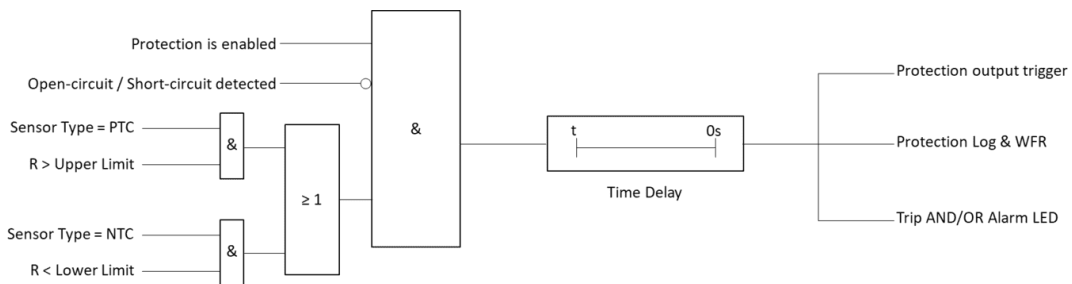 Protection is enabled
Open-circuit / Short-circuit detected
Sensor Type = PTC
R > Upper Limit
&
Sensor Type = NTC
R < Lower Limit
&
≥ 1
&
t
0s
Time Delay
Protection output trigger
Protection Log & WFR
Trip AND/OR Alarm LED